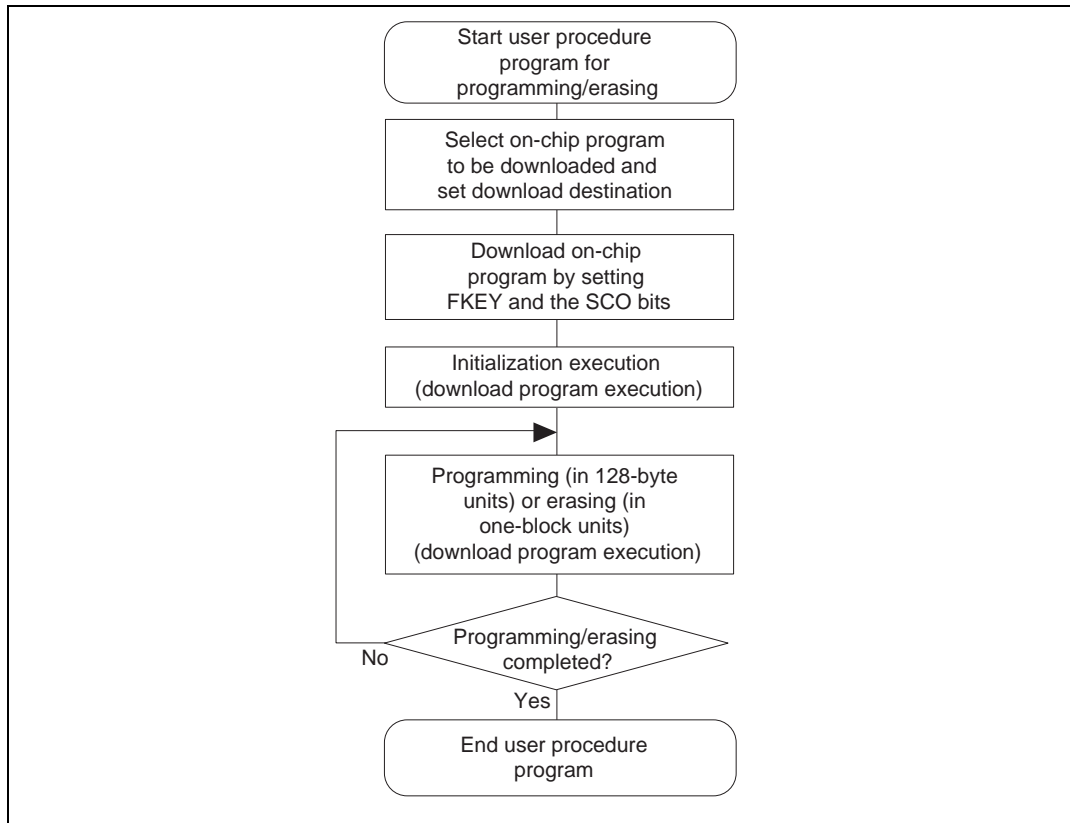 Start user procedure
program for
programming/erasing
Select on-chip program
to be downloaded and
set download destination
Download on-chip
program by setting
FKEY and the SCO bits
Initialization execution
(download program execution)
Programming (in 128-byte
units) or erasing (in
one-block units)
(download program execution)
Programming/erasing
completed?
No
Yes
End user procedure
program